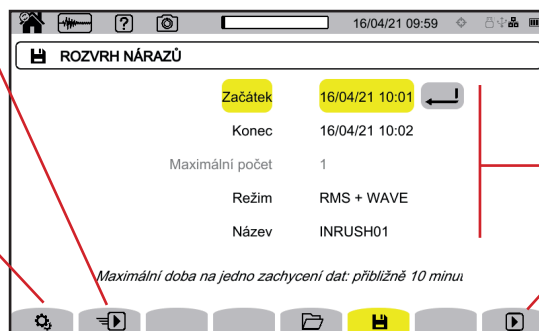 16/04/21 09:59
ROZVRH NÁRAZŮ
Začátek 16/04/21 10:01
Konec 16/04/21 10:02
Maximální počet 1
Režim RMS + WAVE
Název INRUSH01
Maximální doba na jedno zachycení dat: přibližně 10 minut